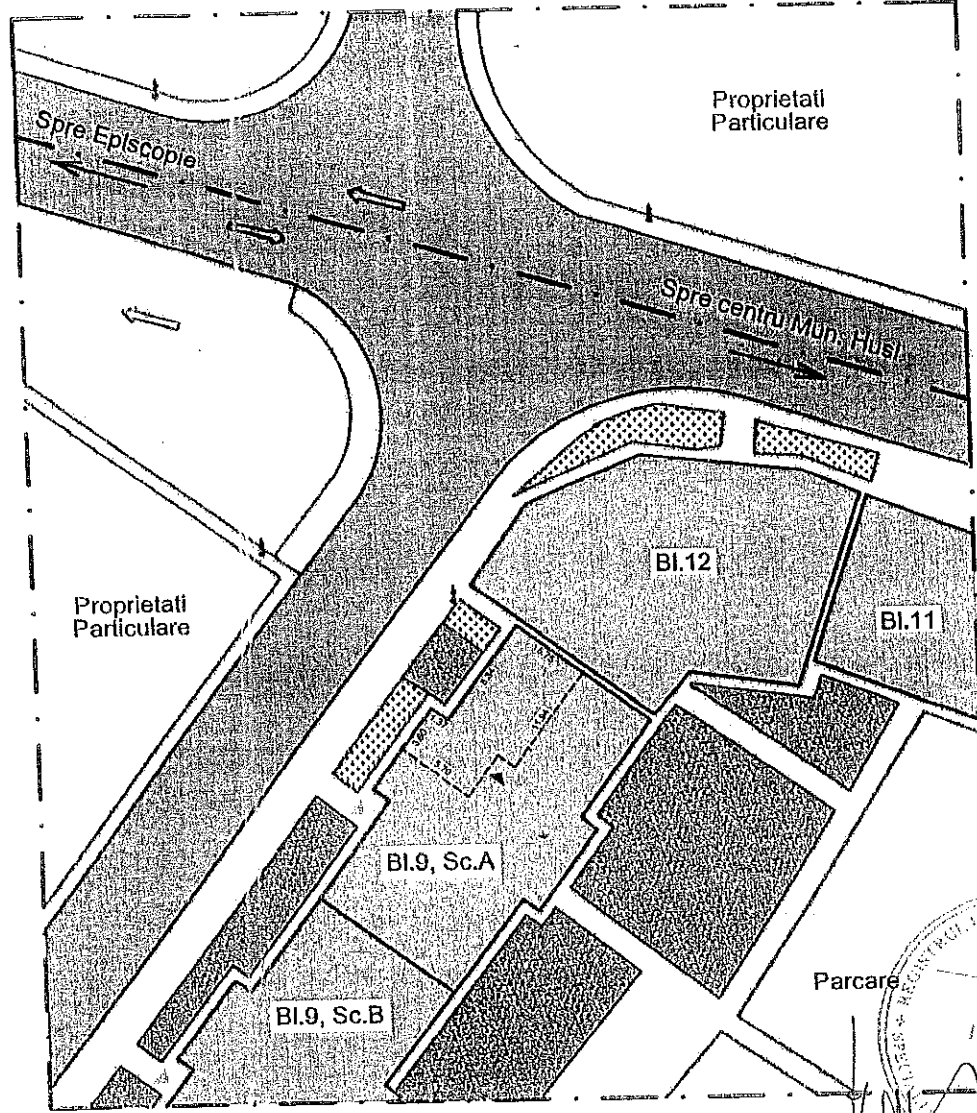 Proprietati
Particulare
Spre Episcopie
Spre centru Mun. Husi
Bl.12
Bl.11
Proprietati
Particulare
Bl.9, Sc.A
Parcare
Bl.9, Sc.B